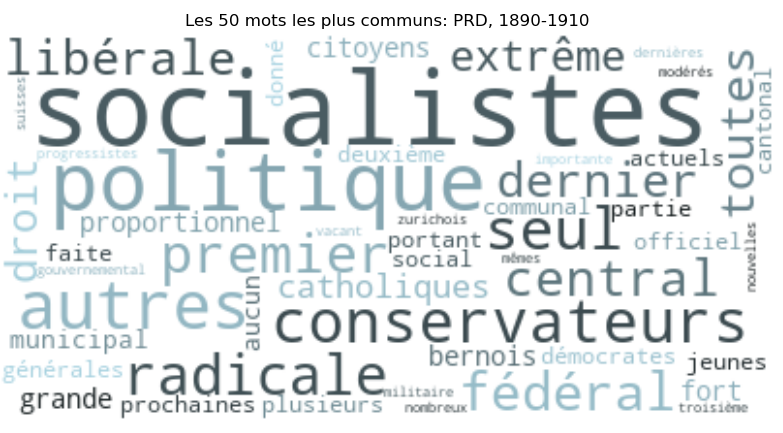 Les 50 mots les plus communs: PRD, 1890-1910
libérale
donné
citoyens
extrême
dernières
modérés
suisses
socialistes
toutes
cantonal
progressistes
deuxième
importante
actuels
droit
politique
dernier
communal
partie
proportionnel
zurichois
vacant
seul
officiel
nouvelles
faite
premier
portant
social
mêmes
gouvernemental
autres
aucun
catholiques
central
conservateurs
municipal
générales
radicale
bernois
démocrates
jeunes
grande
prochaines
plusieurs
militaire
nombreux
fédéral
fort
troisième